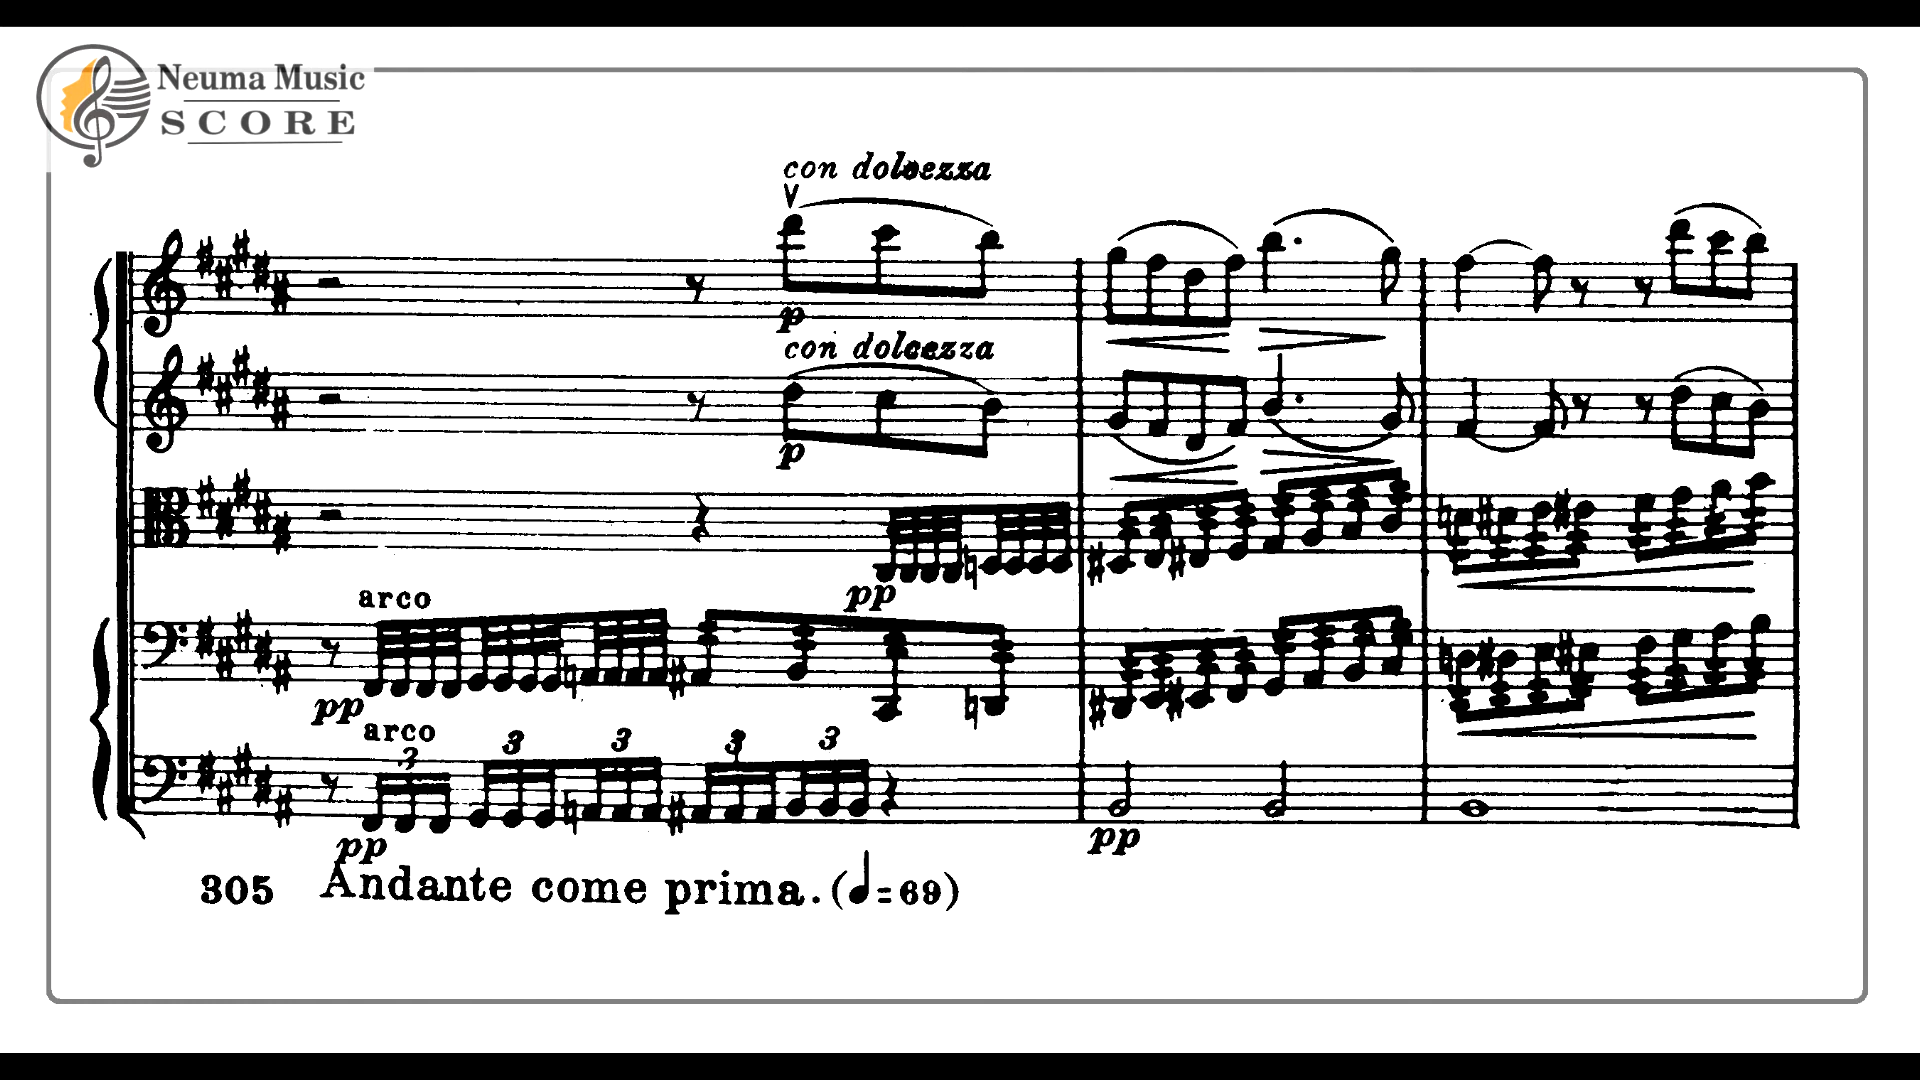 Neuma Music
SCORE
con dolcezza
V
p
con dolcezza
p
pp
arco
pp
arco
3 3 3 3 3
pp
pp
305 Andante come prima. (♩=69)